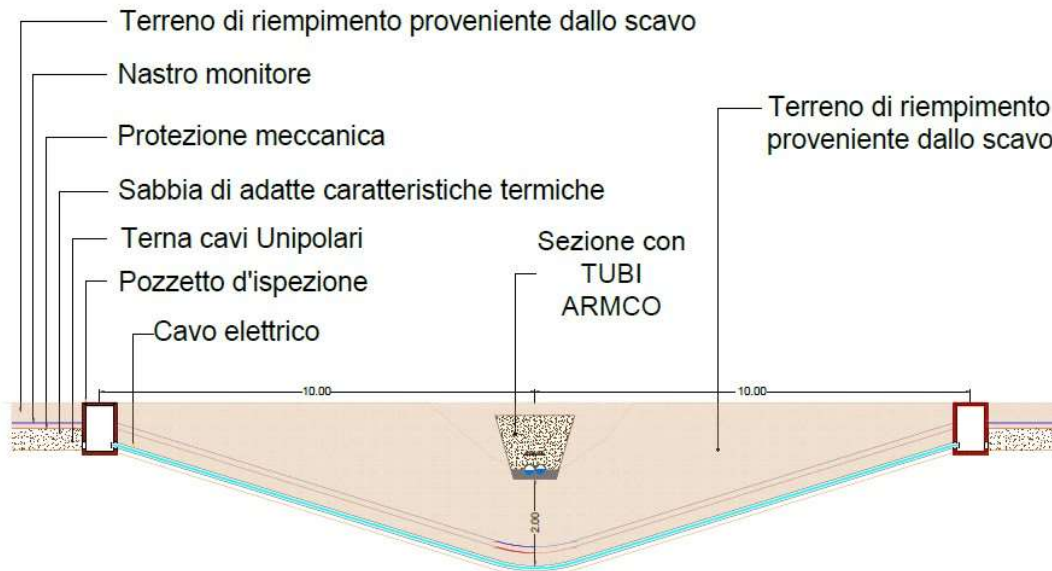 Terreno di riempimento proveniente dallo scavo
Nastro monitore
Protezione meccanica
Sabbia di adatte caratteristiche termiche
Terna cavi Unipolari
Pozzetto d'ispezione
Cavo elettrico
Sezione con
TUBI
ARMCO
Terreno di riempimento
proveniente dallo scavo
10.00
10.00
2.00